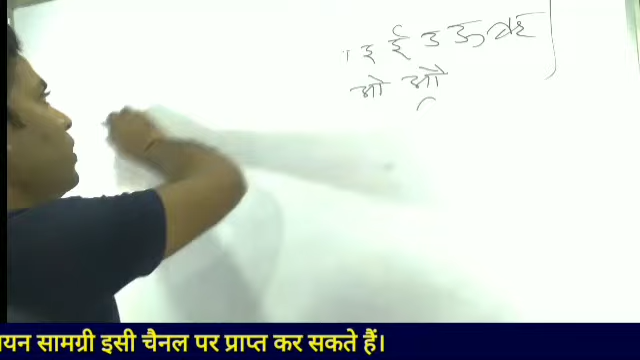 इ ई उ ऊ ऋ
ओ औ
यन सामग्री इसी चैनल पर प्राप्त कर सकते हैं।